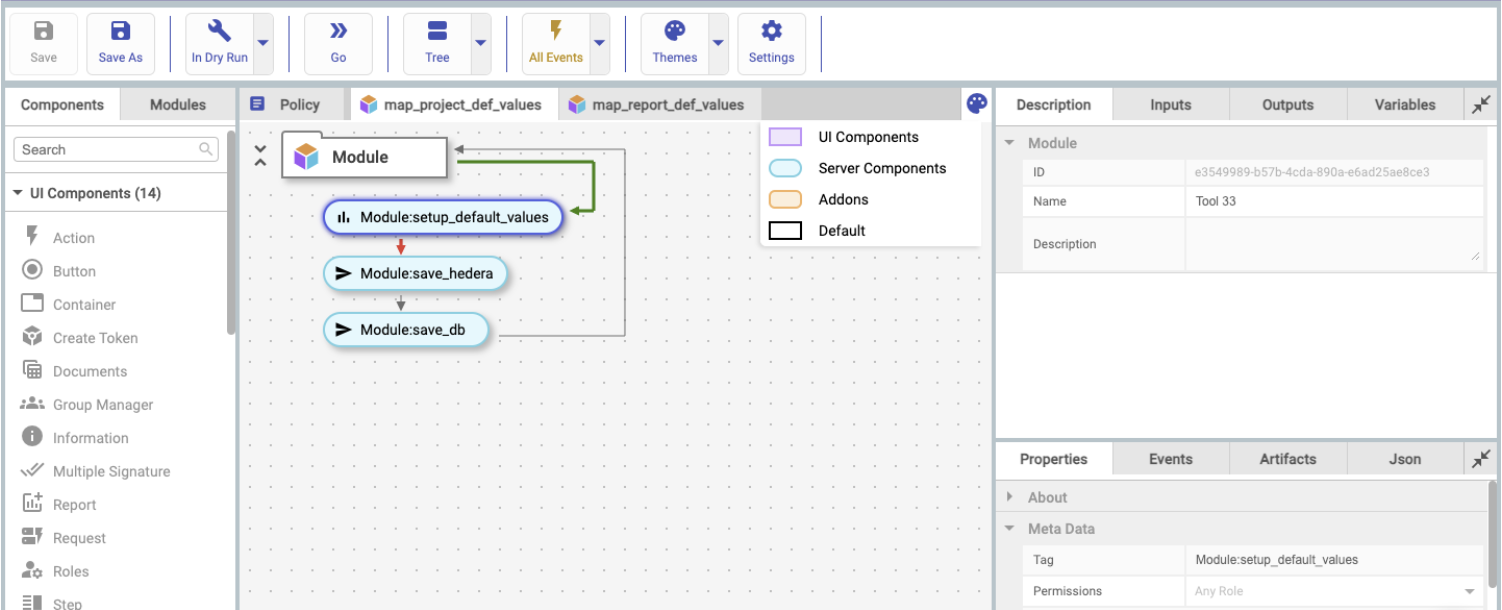 Save
Save As
In Dry Run
Go
Tree
All Events
Themes
Settings
Components
Modules
Search
UI Components (14)
Action
Button
Container
Create Token
Documents
Group Manager
Information
Multiple Signature
Report
Request
Roles
Step
Policy
map_project_def_values
map_report_def_values
Module
Module:setup_default_values
Module:save_hedera
Module:save_db
UI Components
Server Components
Addons
Default
Description
Inputs
Outputs
Variables
Module
ID
e3549989-b57b-4cda-890a-e6ad25ae8ce3
Name
Tool 33
Description
Properties
Events
Artifacts
Json
About
Meta Data
Tag
Module:setup_default_values
Permissions
Any Role